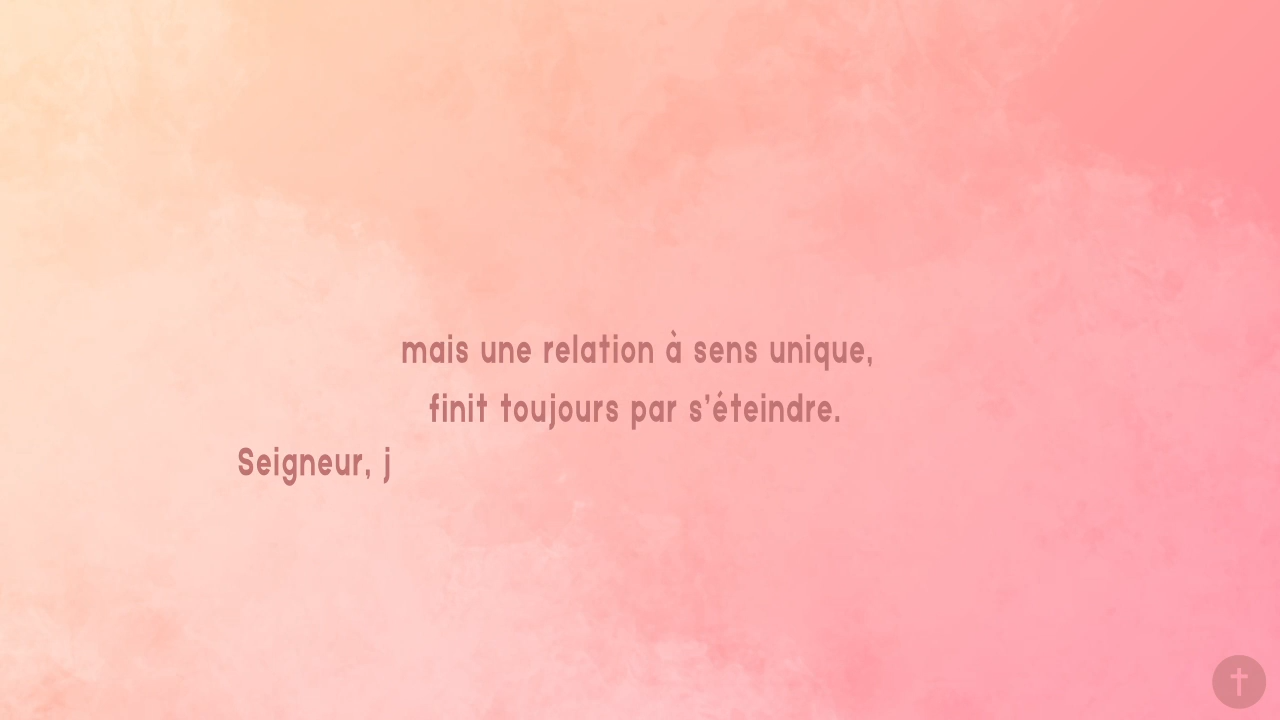 mais une relation à sens unique,
finit toujours par s'éteindre.
Seigneur, j